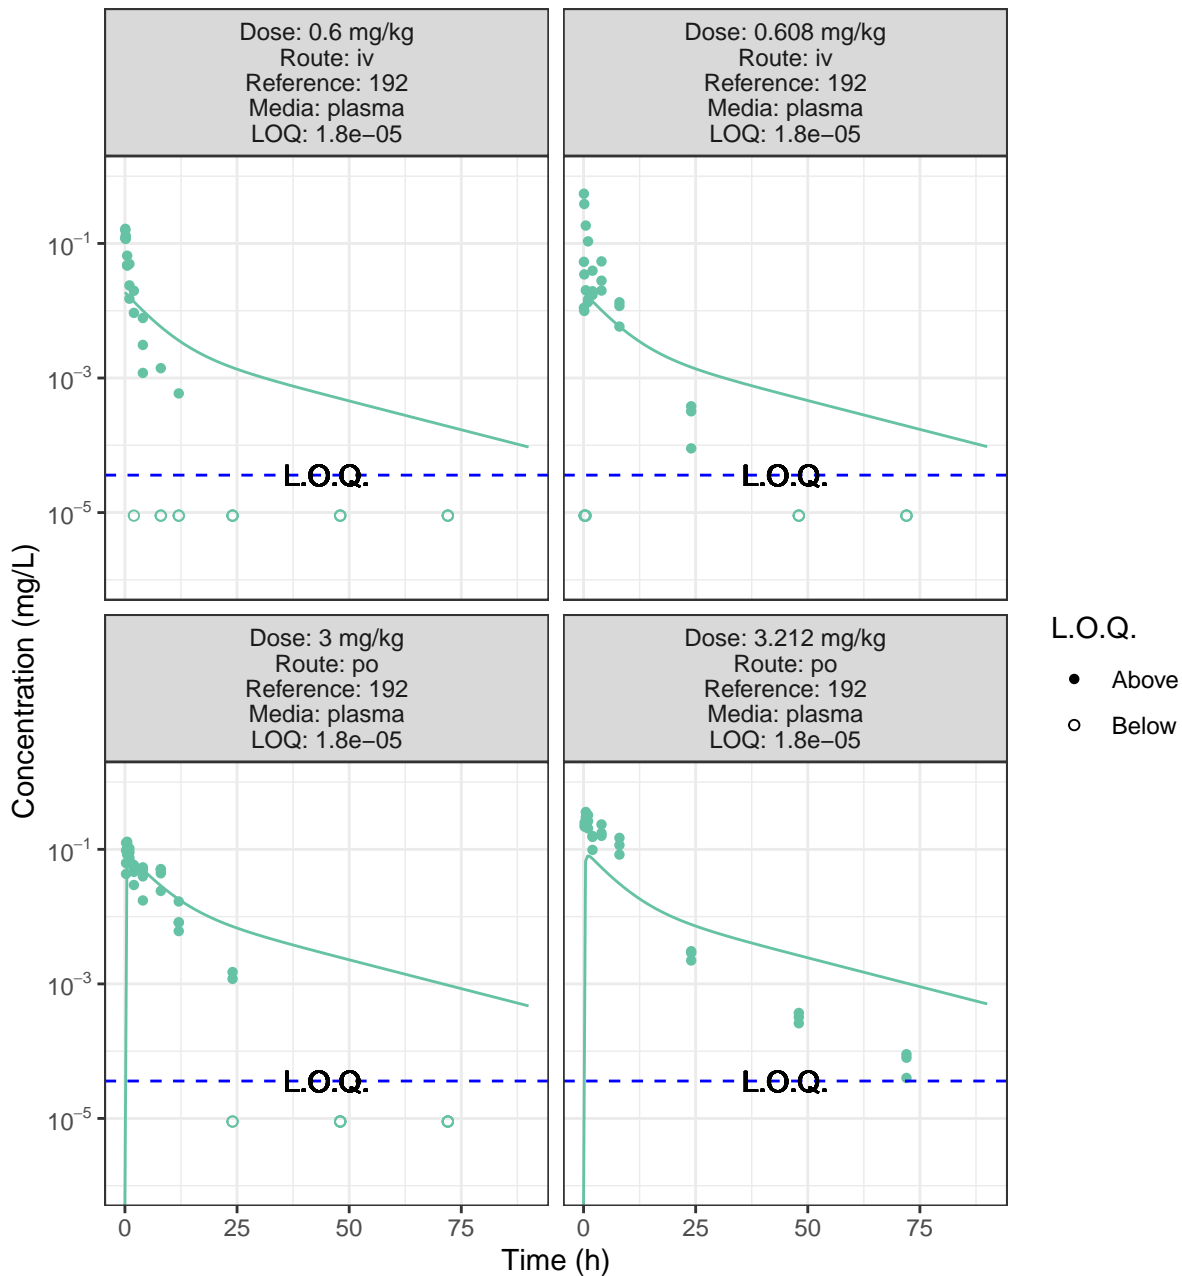 Dose: 0.6 mg/kg
Route: iv
Reference: 192
Media: plasma
LOQ: 1.8e−05
Dose: 0.608 mg/kg
Route: iv
Reference: 192
Media: plasma
LOQ: 1.8e−05
10⁻¹
10⁻³
10⁻⁵
L.O.Q.
L.O.Q.
Dose: 3 mg/kg
Route: po
Reference: 192
Media: plasma
LOQ: 1.8e−05
Dose: 3.212 mg/kg
Route: po
Reference: 192
Media: plasma
LOQ: 1.8e−05
10⁻¹
10⁻³
10⁻⁵
L.O.Q.
L.O.Q.
0 25 50 75
0 25 50 75
Time (h)
Concentration (mg/L)
L.O.Q.
Above
Below